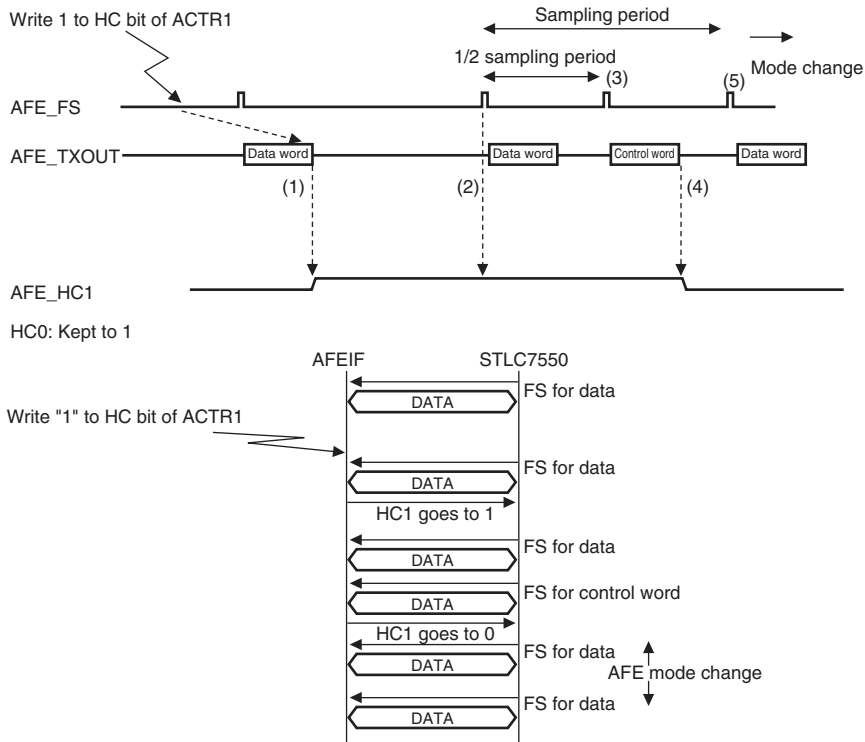 Write 1 to HC bit of ACTR1
Sampling period
1/2 sampling period
Mode change
(3)
(5)
AFE_FS
AFE_TXOUT
Data word
Data word
Control word
Data word
(1)
(2)
(4)
AFE_HC1
HC0: Kept to 1
AFEIF
STLC7550
FS for data
DATA
Write "1" to HC bit of ACTR1
FS for data
DATA
HC1 goes to 1
FS for data
DATA
FS for control word
DATA
HC1 goes to 0
FS for data
DATA
AFE mode change
FS for data
DATA